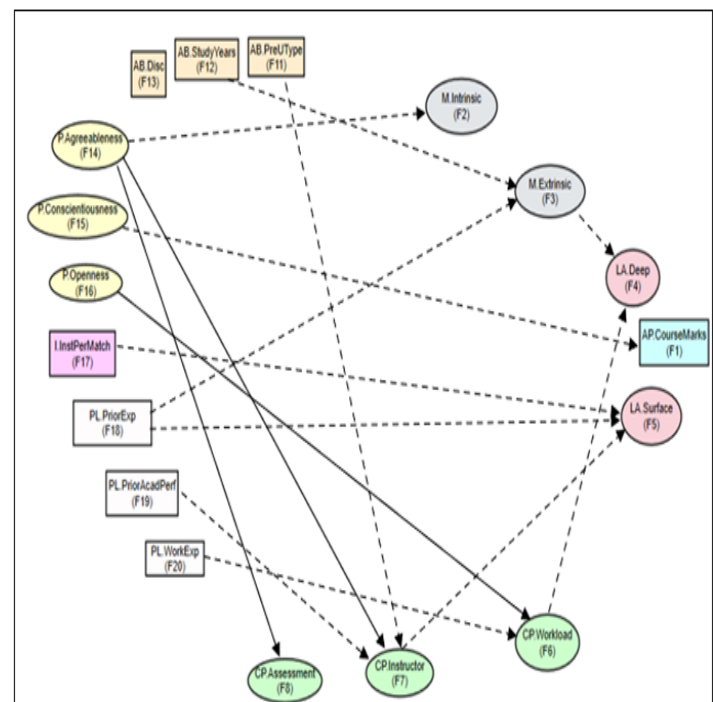 AB.Disc
(F13)
AB.StudyYears
(F12)
AB.PreUType
(F11)
M.Intrinsic
(F2)
P.Agreeableness
(F14)
M.Extrinsic
(F3)
P.Conscientiousness
(F15)
LA.Deep
(F4)
P.Openness
(F16)
AP.CourseMarks
(F1)
I.InstPerMatch
(F17)
LA.Surface
(F5)
PL.PriorExp
(F18)
PL.PriorAcadPerf
(F19)
PL.WorkExp
(F20)
CP.Workload
(F6)
CP.Instructor
(F7)
CP.Assessment
(F8)